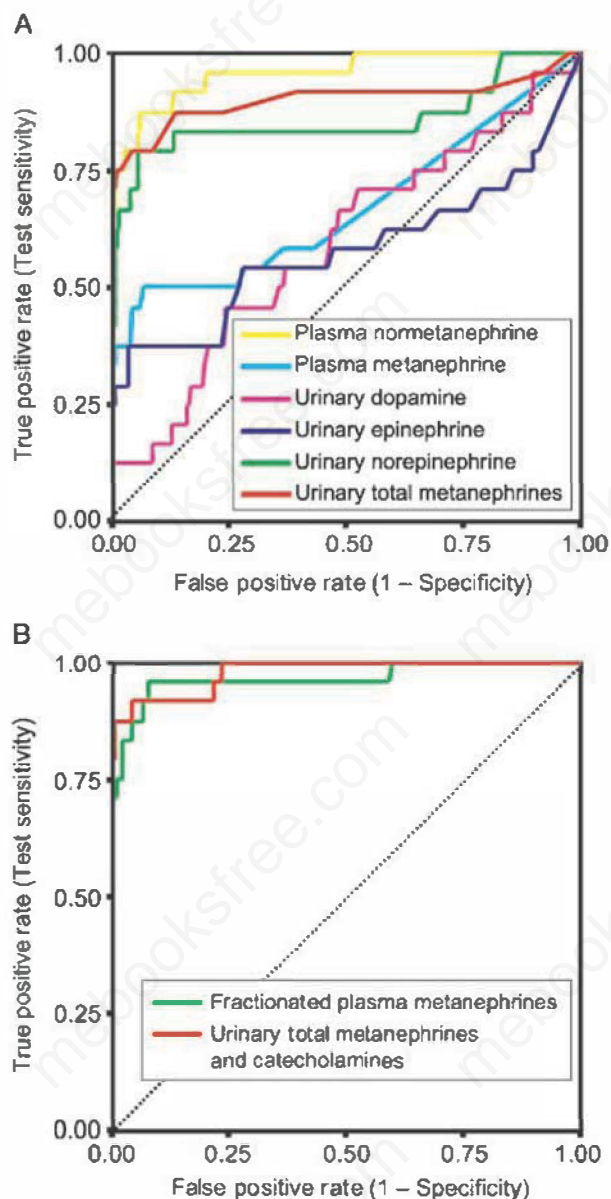 A
1.00
0.75
0.50
0.25
0.00
True positive rate (Test sensitivity)
Plasma normetanephrine
Plasma metanephrine
Urinary dopamine
Urinary epinephrine
Urinary norepinephrine
Urinary total metanephrines
0.00 0.25 0.50 0.75 1.00
False positive rate (1 – Specificity)
B
1.00
0.75
0.50
0.25
0.00
True positive rate (Test sensitivity)
Fractionated plasma metanephrines
Urinary total metanephrines
and catecholamines
0.00 0.25 0.50 0.75 1.00
False positive rate (1 – Specificity)
mebooksfree.com